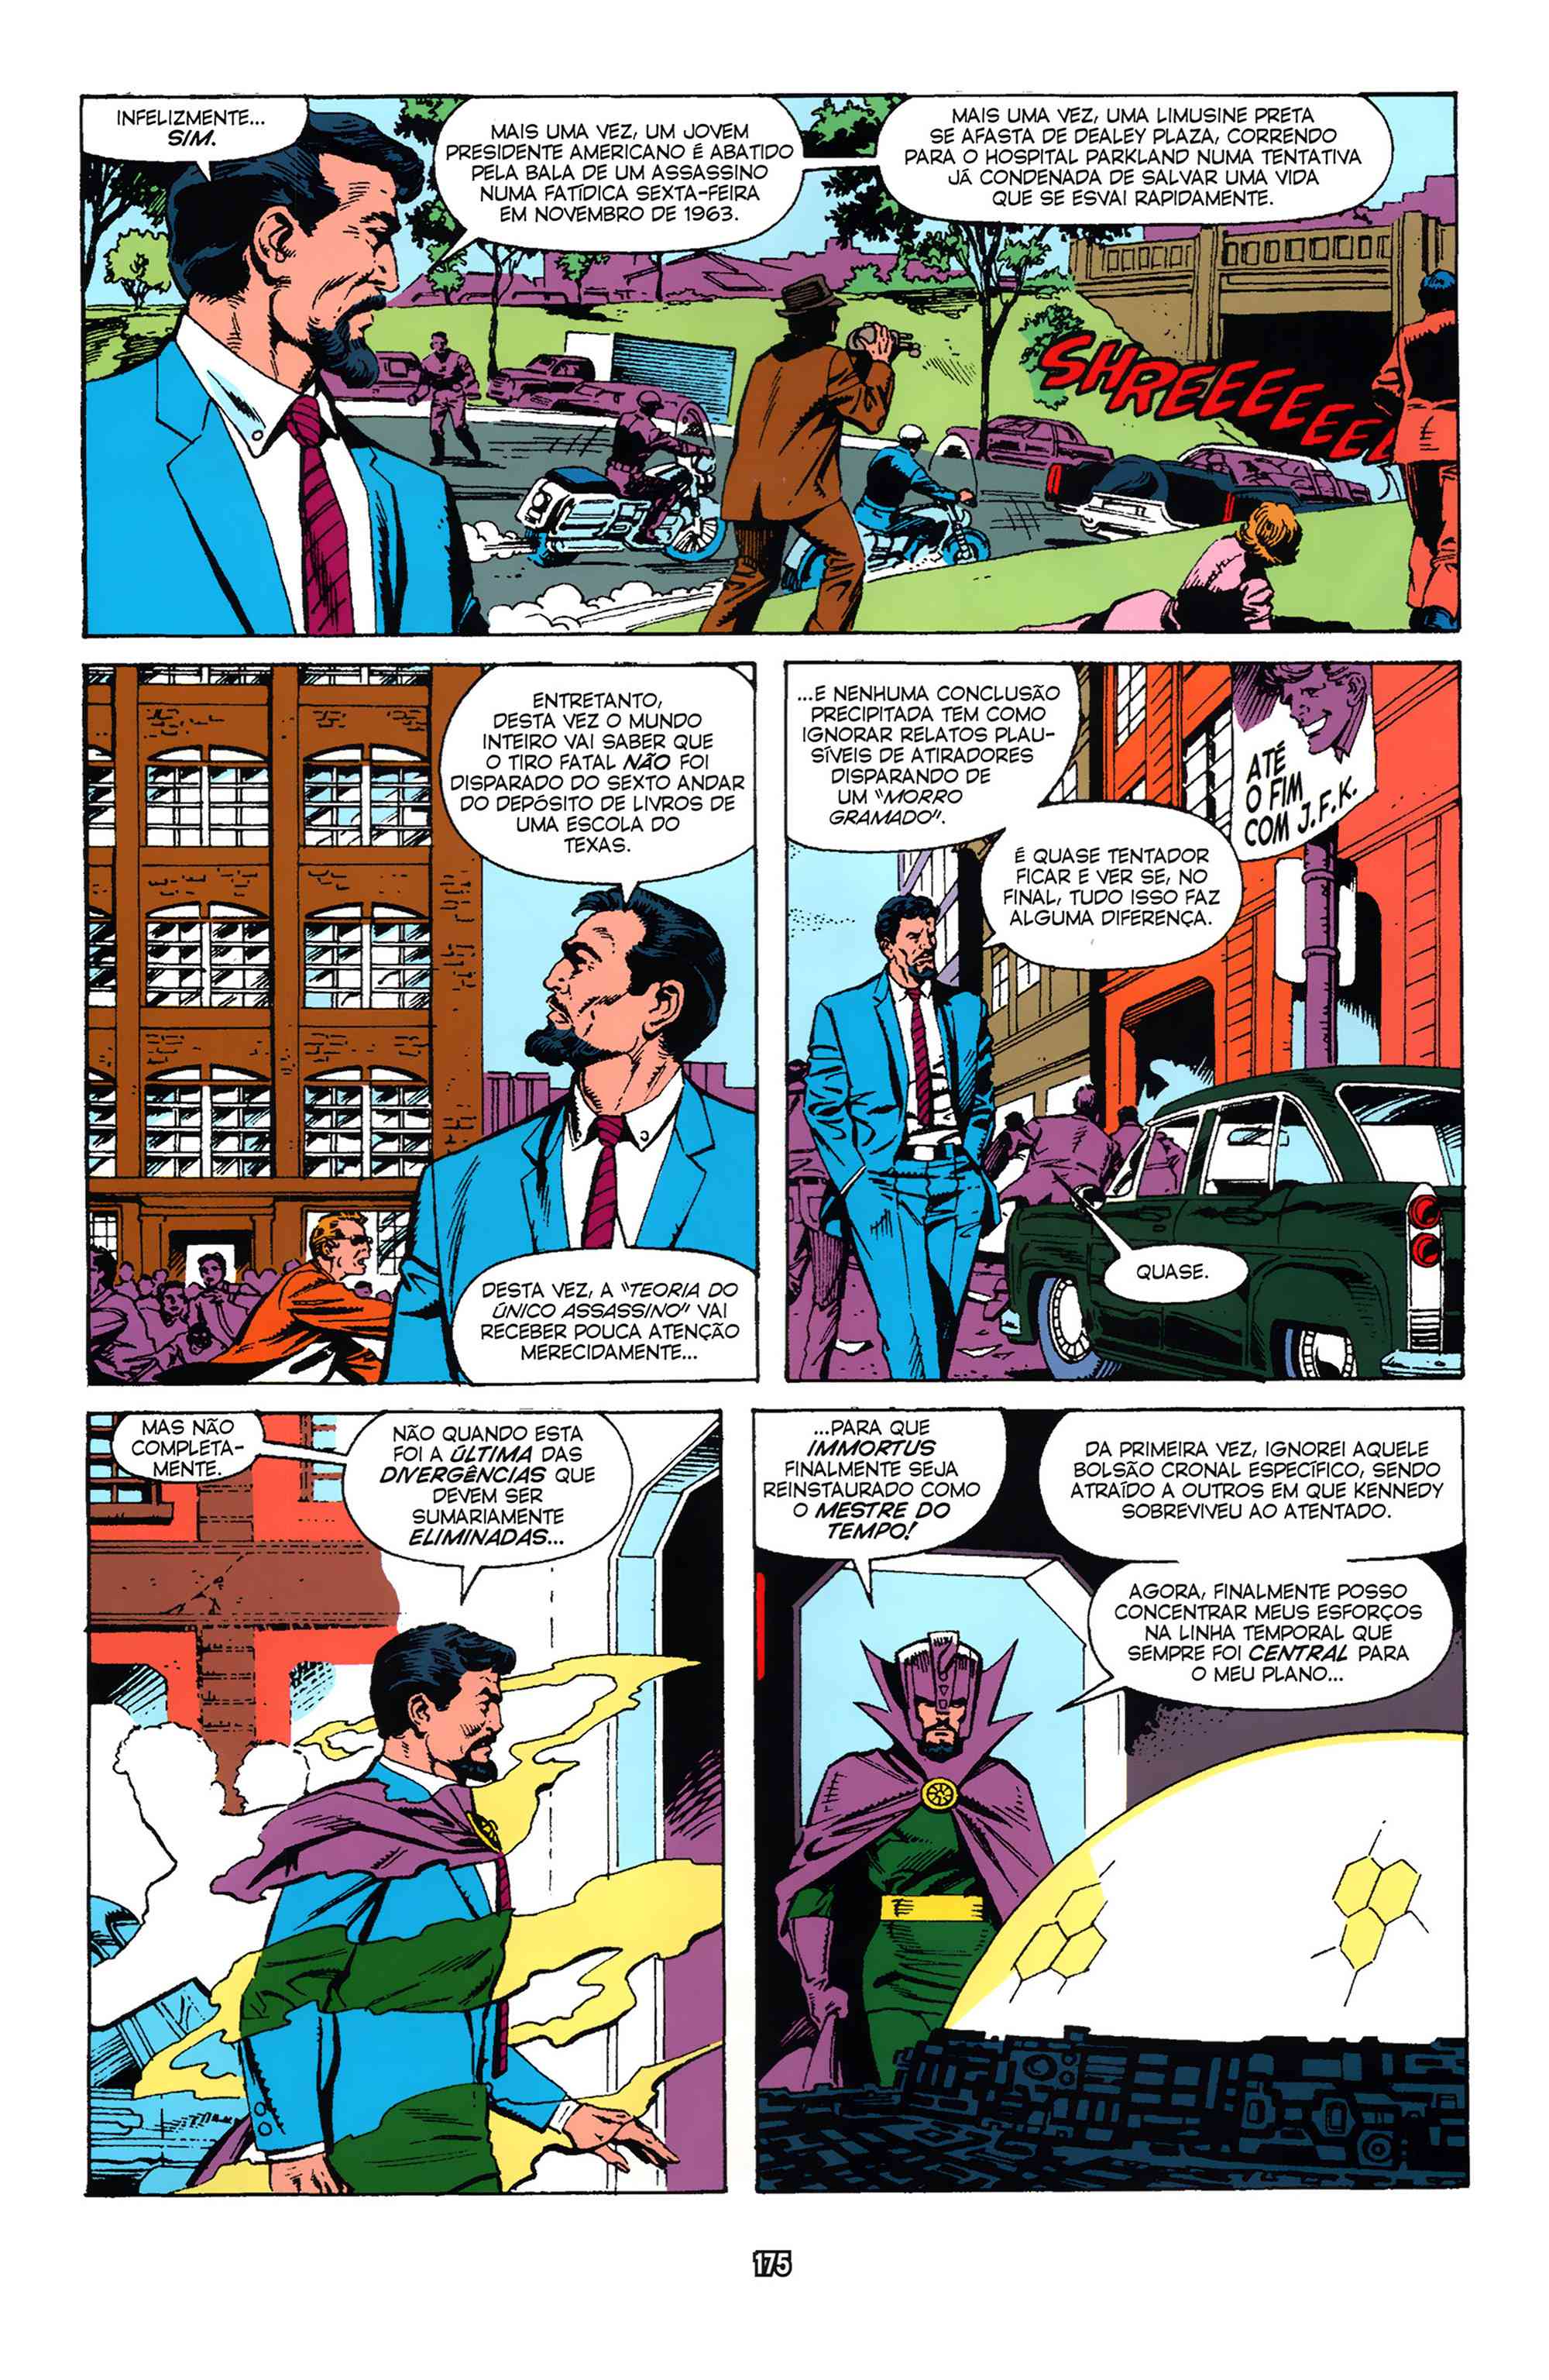 INFELIZMENTE...
SIM.
MAIS UMA VEZ, UM JOVEM
PRESIDENTE AMERICANO É ABATIDO
PELA BALA DE UM ASSASSINO
NUMA FATÍDICA SEXTA-FEIRA
EM NOVEMBRO DE 1963.
MAIS UMA VEZ, UMA LIMUSINE PRETA
SE AFASTA DE DEALEY PLAZA, CORRENDO
PARA O HOSPITAL PARKLAND NUMA TENTATIVA
JÁ CONDENADA DE SALVAR UMA VIDA
QUE SE ESVAI RAPIDAMENTE.
SHREEEEEEE
ENTRETANTO,
DESTA VEZ O MUNDO
INTEIRO VAI SABER QUE
O TIRO FATAL NÃO FOI
DISPARADO DO SEXTO ANDAR
DO DEPÓSITO DE LIVROS DE
UMA ESCOLA DO
TEXAS.
DESTA VEZ, A "TEORIA DO
ÚNICO ASSASSINO" VAI
RECEBER POUCA ATENÇÃO
MERECIDAMENTE...
...E NENHUMA CONCLUSÃO
PRECIPITADA TEM COMO
IGNORAR RELATOS PLAU-
SÍVEIS DE ATIRADORES
DISPARANDO DE
UM "MORRO
GRAMADO".
É QUASE TENTADOR
FICAR E VER SE, NO
FINAL, TUDO ISSO FAZ
ALGUMA DIFERENÇA.
ATÉ
O FIM
COM J.F.K.
QUASE.
MAS NÃO
COMPLETA-
MENTE.
NÃO QUANDO ESTA
FOI A ÚLTIMA DAS
DIVERGÊNCIAS QUE
DEVEM SER
SUMARIAMENTE
ELIMINADAS...
...PARA QUE
IMMORTUS
FINALMENTE SEJA
REINSTAURADO COMO
O MESTRE DO
TEMPO!
DA PRIMEIRA VEZ, IGNOREI AQUELE
BOLSÃO CRONAL ESPECÍFICO, SENDO
ATRAÍDO A OUTROS EM QUE KENNEDY
SOBREVIVEU AO ATENTADO.
AGORA, FINALMENTE POSSO
CONCENTRAR MEUS ESFORÇOS
NA LINHA TEMPORAL QUE
SEMPRE FOI CENTRAL PARA
O MEU PLANO...
175